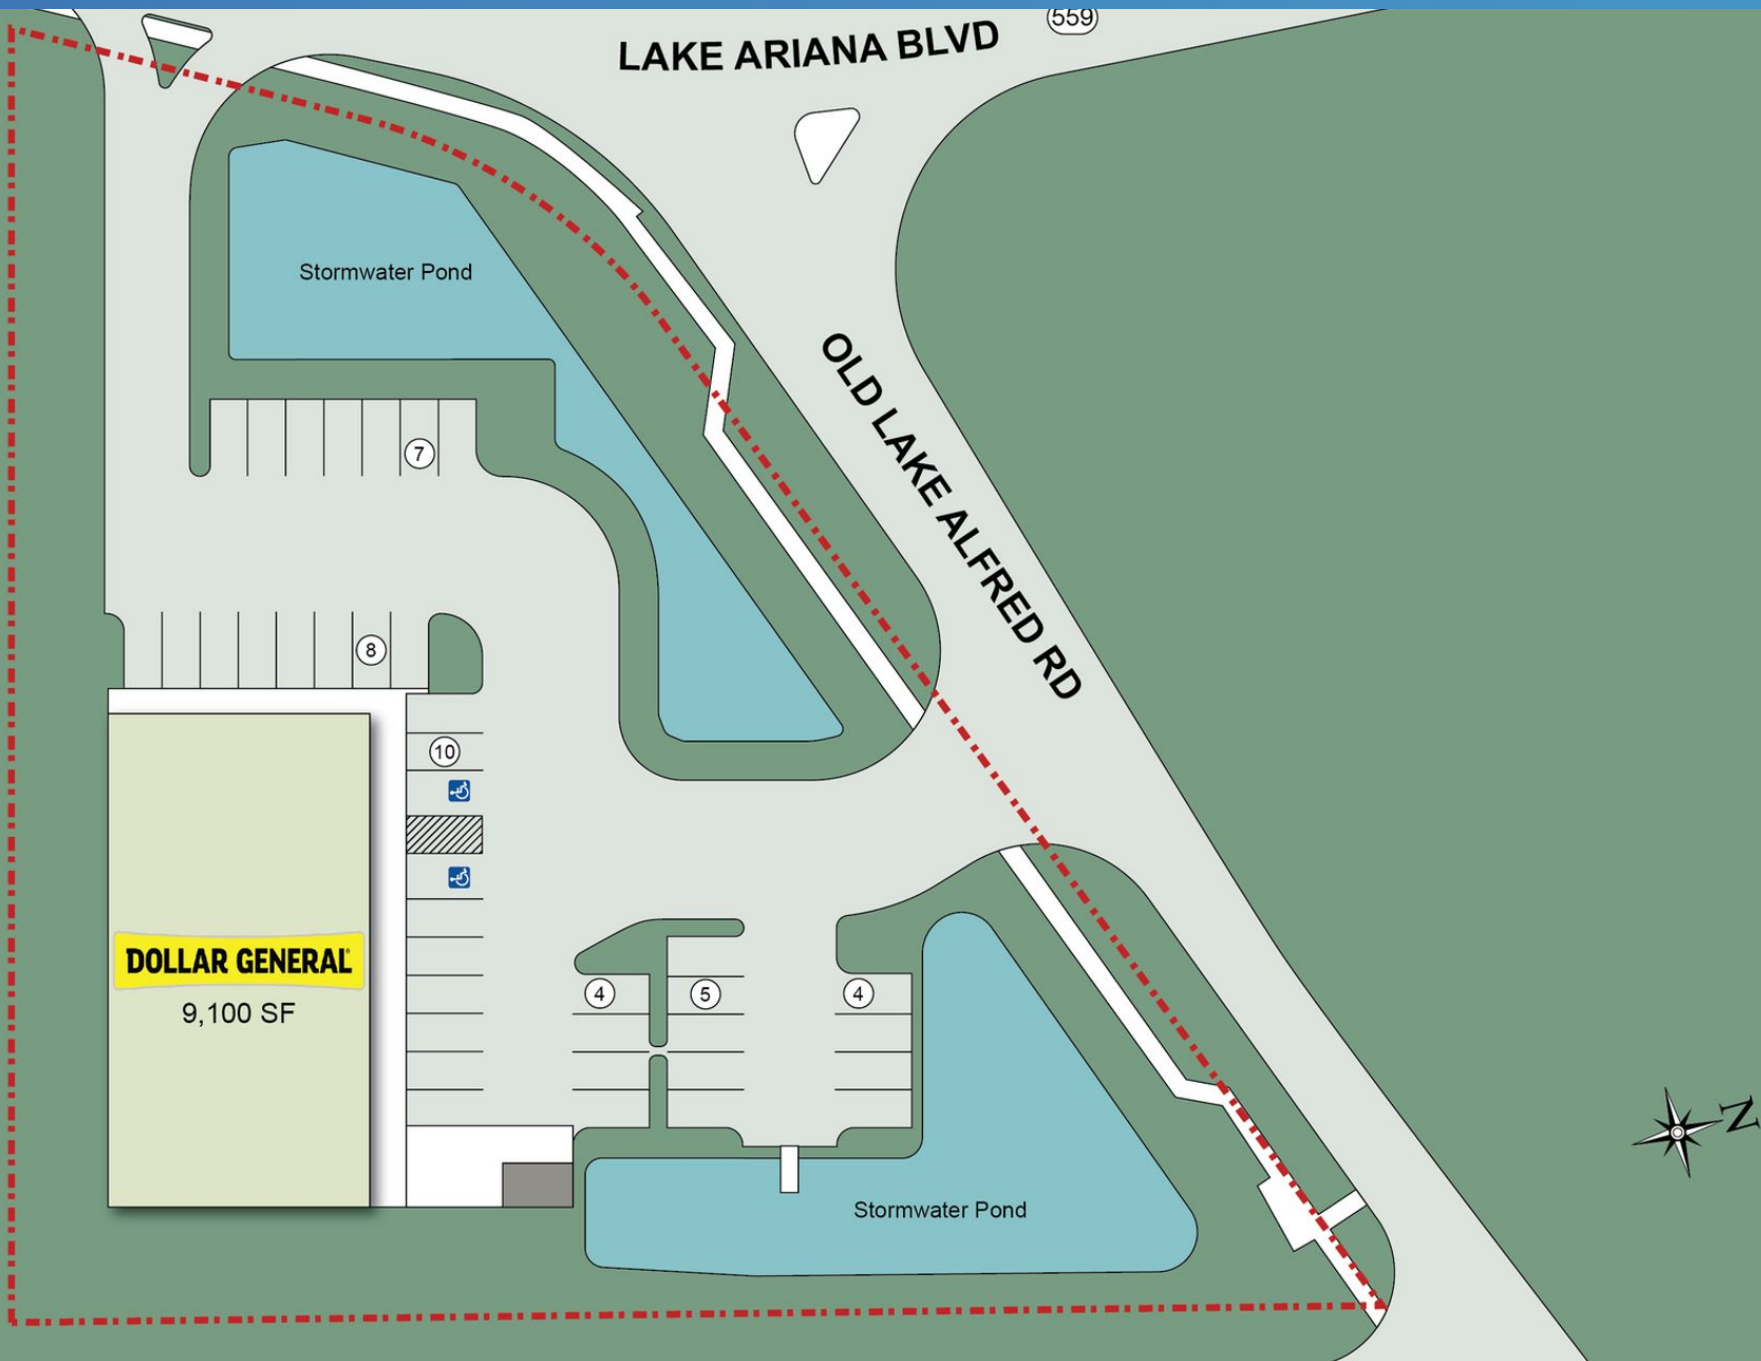 559
LAKE ARIANA BLVD
Stormwater Pond
OLD LAKE ALFRED RD
7
8
10
DOLLAR GENERAL
9,100 SF
4
5
4
N
Stormwater Pond